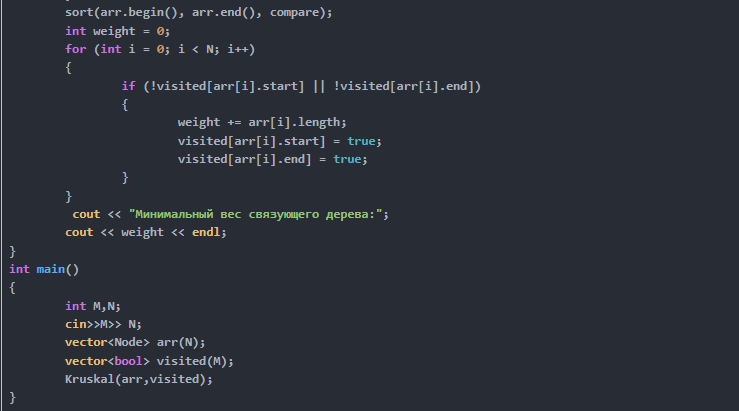 sort(arr.begin(), arr.end(), compare);
int weight = 0;
for (int i = 0; i < N; i++)
{
if (!visited[arr[i].start] || !visited[arr[i].end])
{
weight += arr[i].length;
visited[arr[i].start] = true;
visited[arr[i].end] = true;
}
}
cout << "Минимальный вес связующего дерева:";
cout << weight << endl;
}
int main()
{
int M,N;
cin>>M>> N;
vector<Node> arr(N);
vector<bool> visited(M);
Kruskal(arr,visited);
}